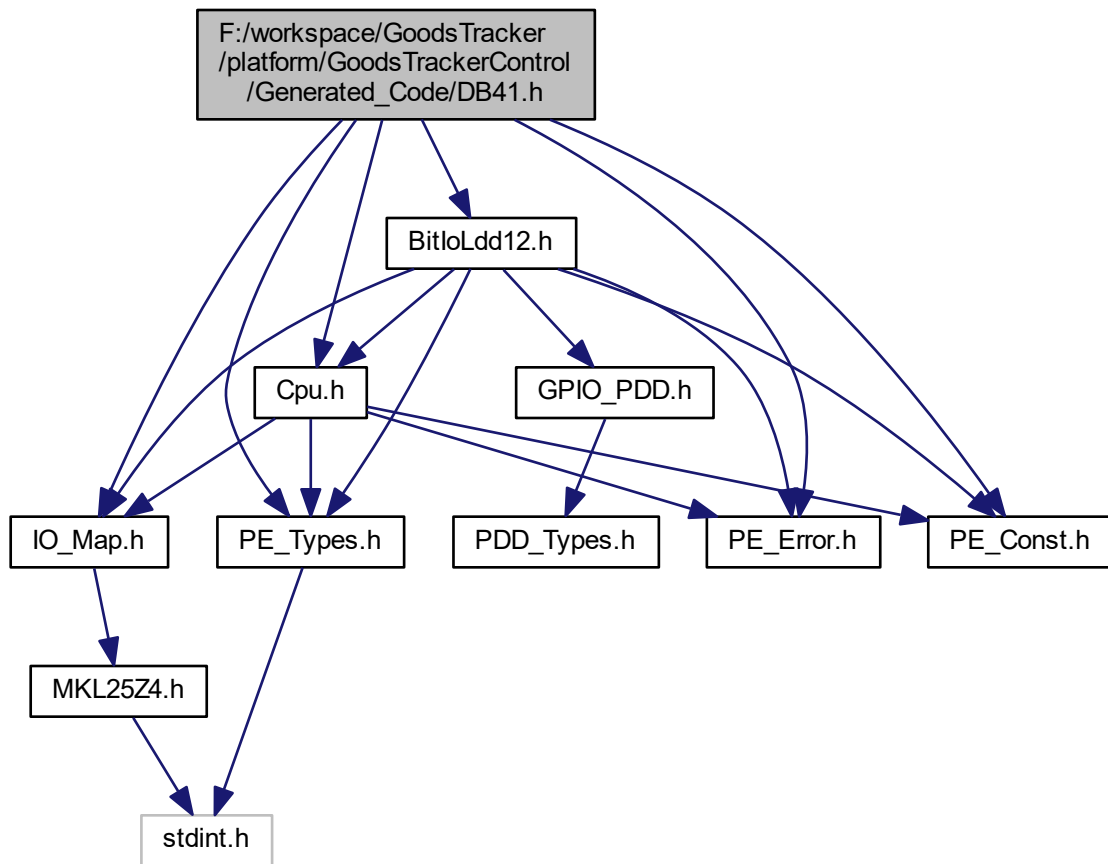 F:/workspace/GoodsTracker
/platform/GoodsTrackerControl
/Generated_Code/DB41.h
BitIoLdd12.h
Cpu.h
GPIO_PDD.h
IO_Map.h
PE_Types.h
PDD_Types.h
PE_Error.h
PE_Const.h
MKL25Z4.h
stdint.h